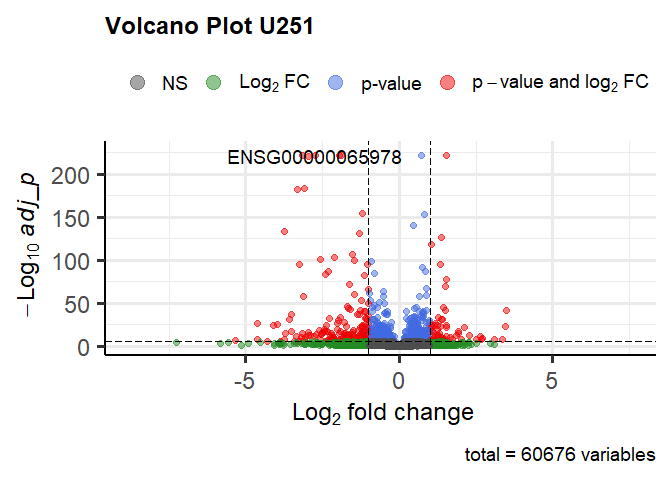 Volcano Plot U251
NS Log₂ FC p-value p – value and log₂ FC
ENSG00000065978
200
150
100
50
0
−Log₁₀ adj_p
-5 0 5
Log₂ fold change
total = 60676 variables